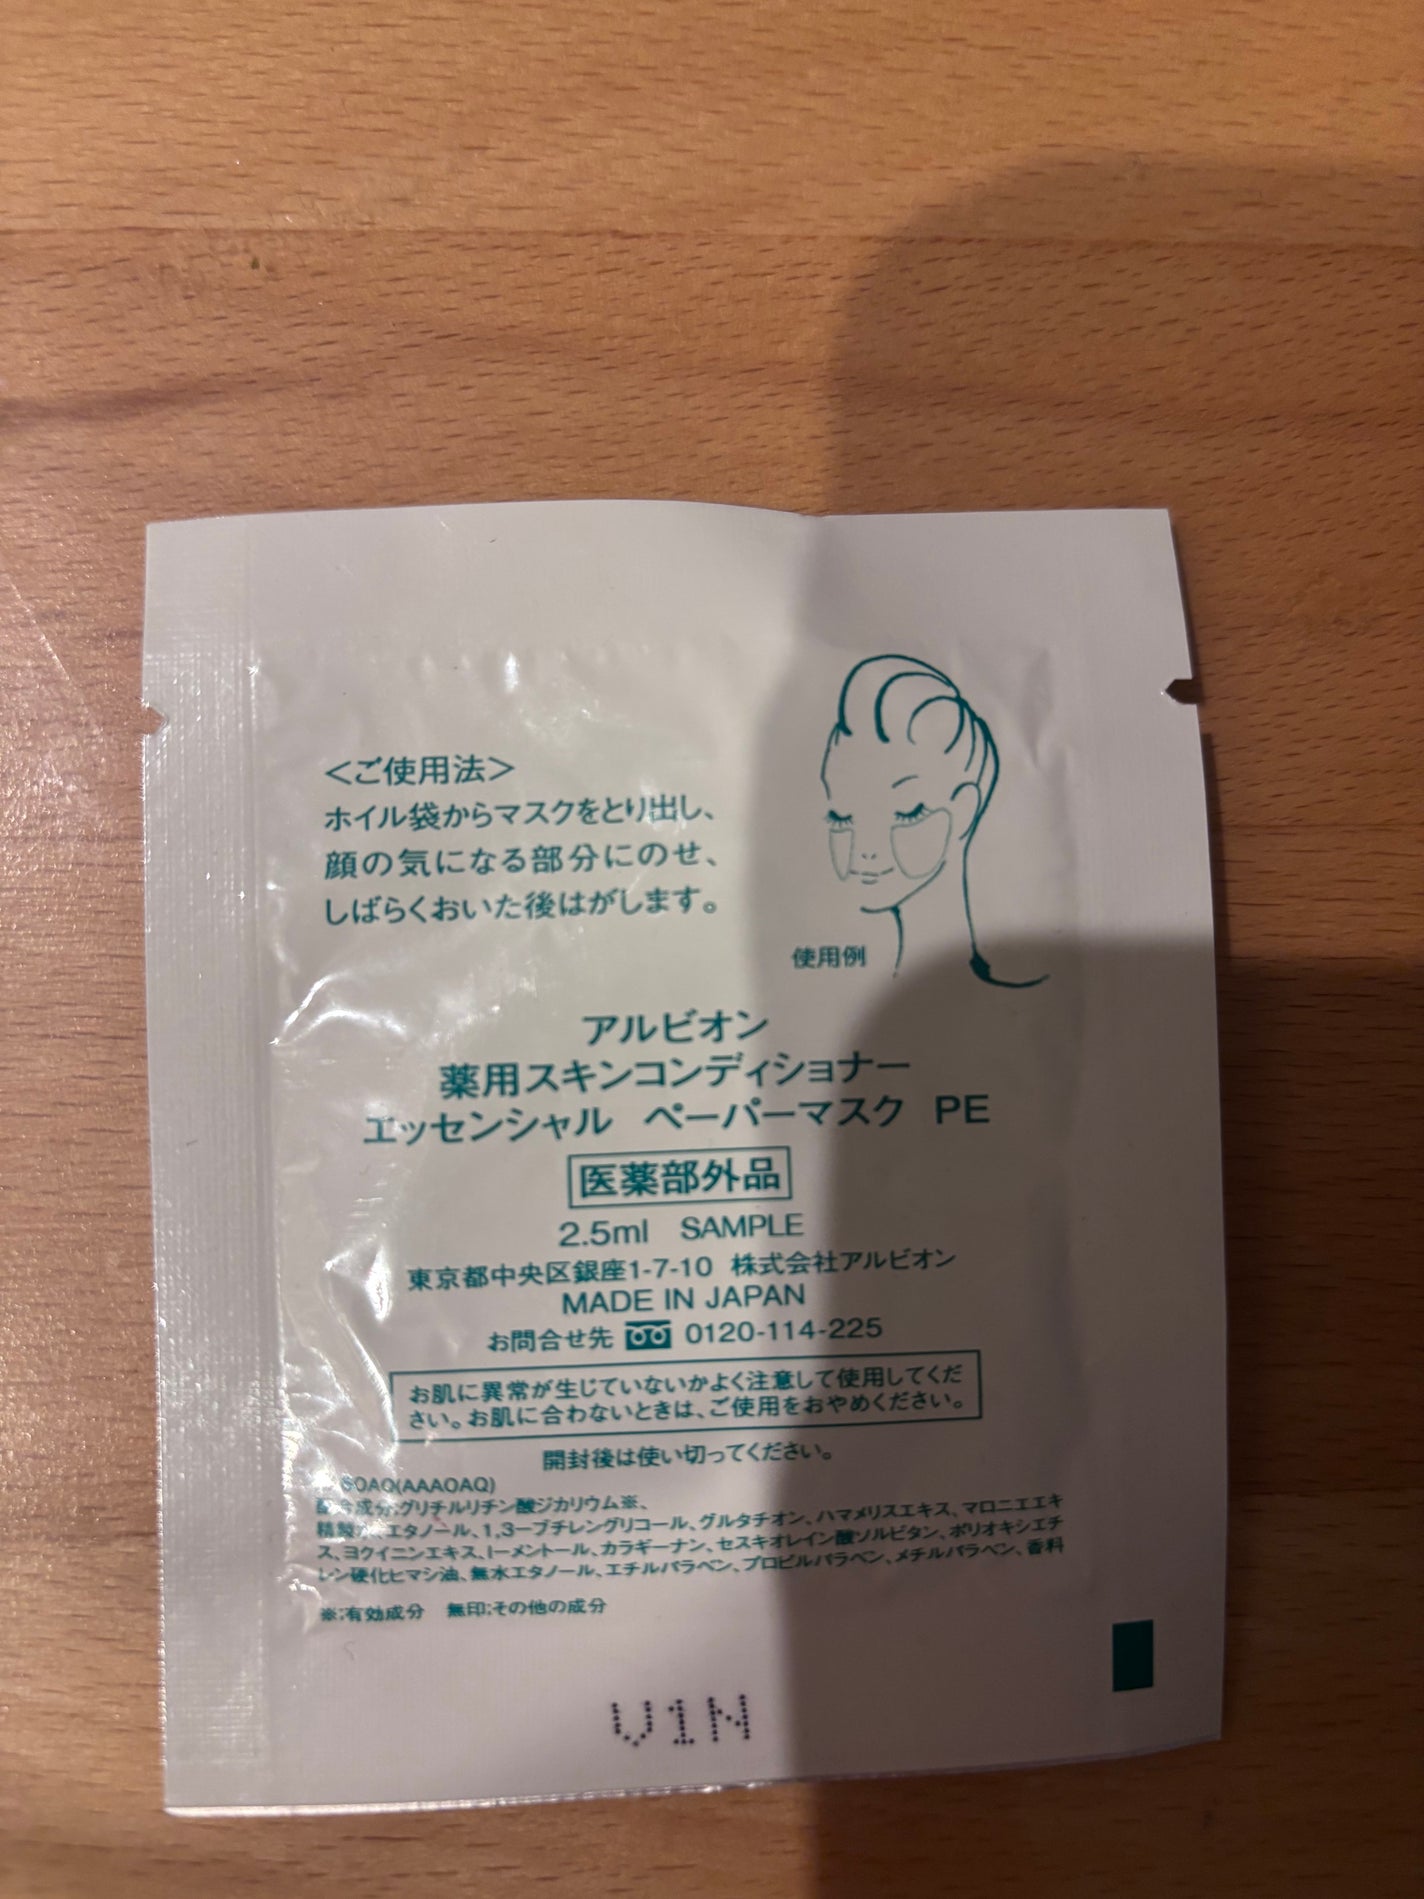 <ご使用法>
ホイル袋からマスクをとり出し、
顔の気になる部分にのせ、
しばらくおいた後はがします。
使用例
アルビオン
薬用スキンコンディショナー
エッセンシャル ペーパーマスク PE
医薬部外品
2.5ml SAMPLE
東京都中央区銀座1-7-10 株式会社アルビオン
MADE IN JAPAN
お問合せ先 0120-114-225
お肌に異常が生じていないかよく注意して使用してくだ
さい。お肌に合わないときは、ご使用をおやめください。
開封後は使い切ってください。
OAQ(AAAOAQ)
配合成分:グリチルリチン酸ジカリウム※、
精製水、エタノール、1,3-ブチレングリコール、グルタチオン、ハマメリスエキス、マロニエエキ
ス、ヨクイニンエキス、l-メントール、カラギーナン、セスキオレイン酸ソルビタン、ポリオキシエチ
レン硬化ヒマシ油、無水エタノール、エチルパラベン、プロピルパラベン、メチルパラベン、香料
※;有効成分 無印;その他の成分
V1N